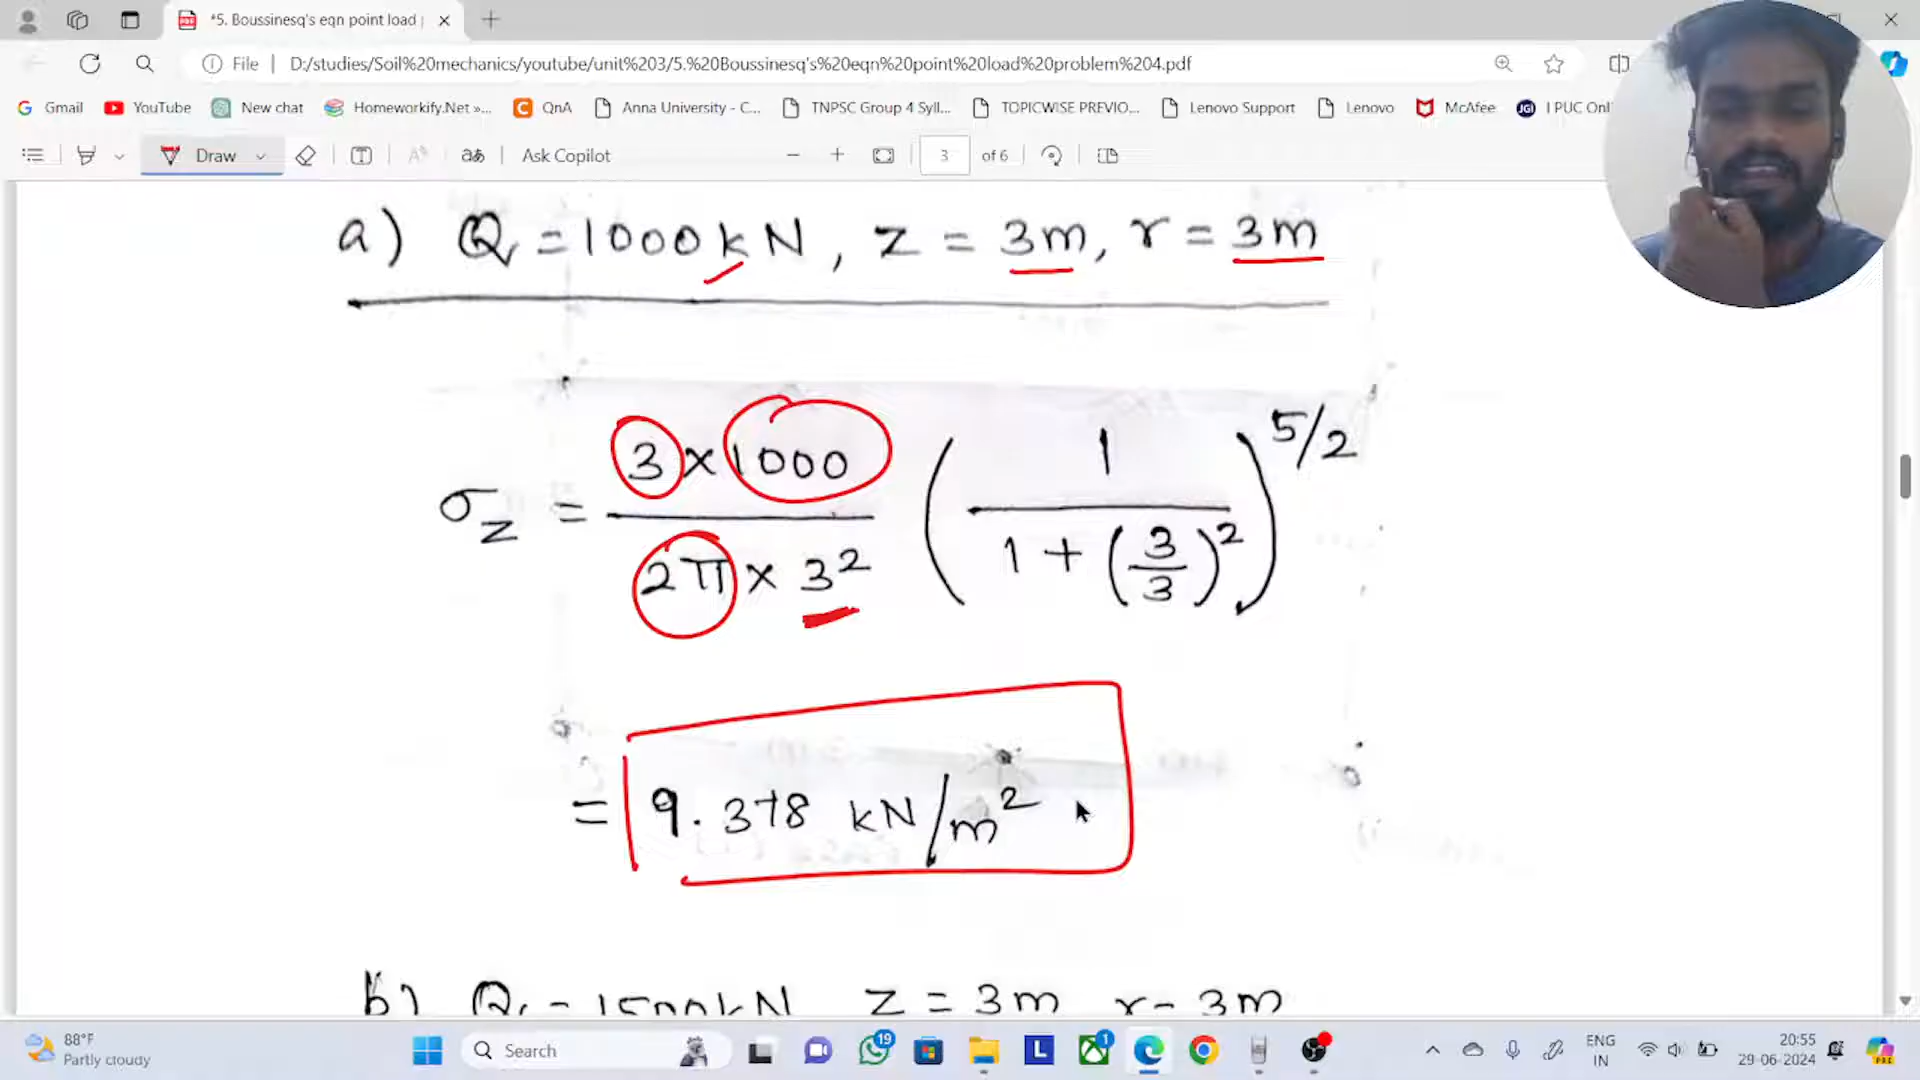 *5. Boussinesq's eqn point load
File D:/studies/Soil%20mechanics/youtube/unit%203/5.%20Boussinesq's%20eqn%20point%20load%20problem%204.pdf
Gmail YouTube New chat Homeworkify.Net »... QnA Anna University - C... TNPSC Group 4 Syll... TOPICWISE PREVIO... Lenovo Support Lenovo McAfee I PUC Onl
Draw Ask Copilot 3 of 6
a) Q = 1000 kN, z = 3m, r = 3m
σz = 3 × 1000 / 2π × 3² ( 1 / 1 + (3/3)² )^5/2
= 9.378 kN/m²
b) Q = 1500kN z = 3m r = 3m
88°F
Partly cloudy
Search
19
1
ENG
IN
20:55
29-06-2024